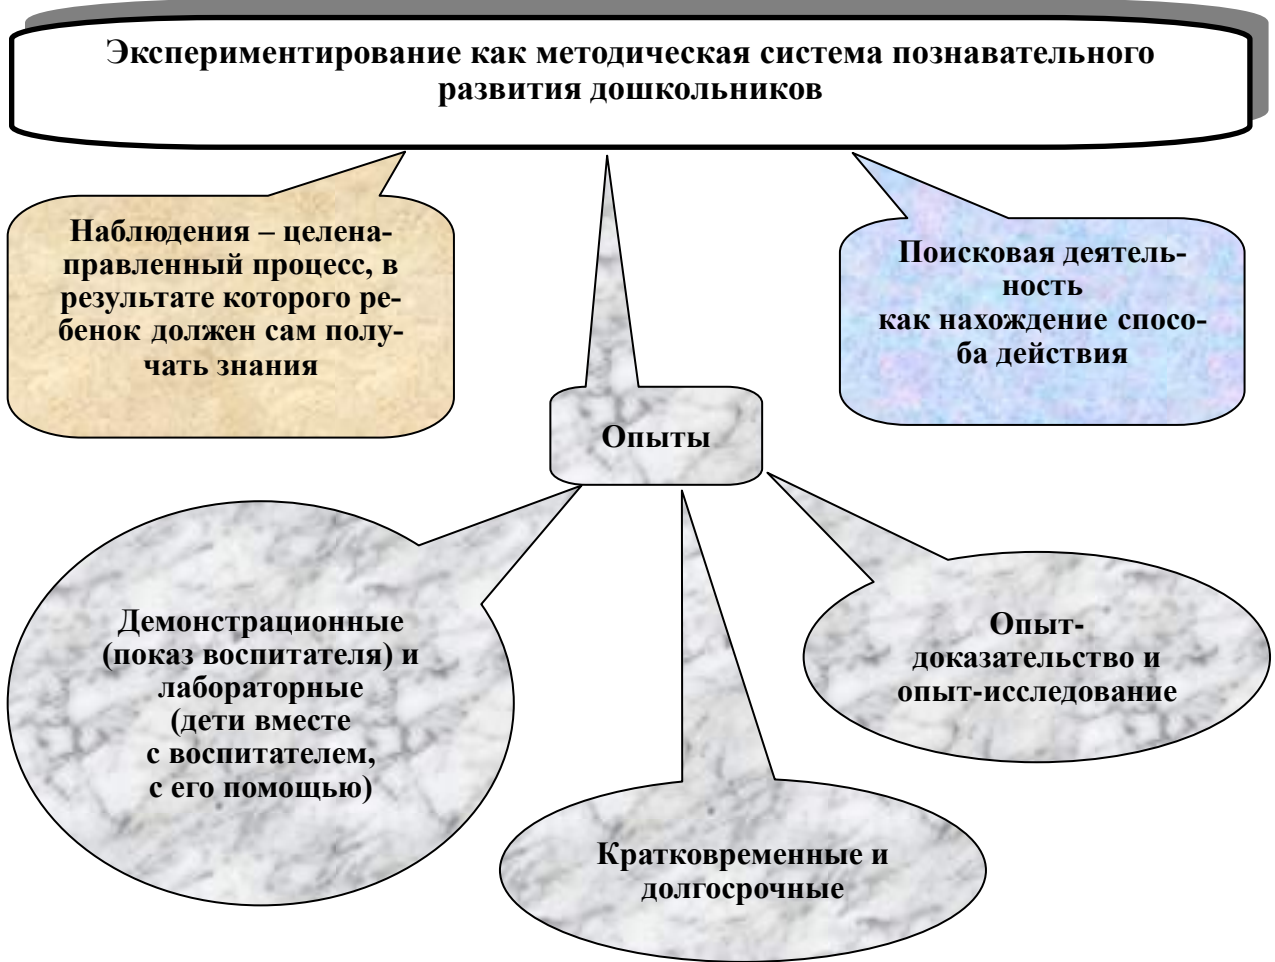 Экспериментирование как методическая система познавательного
развития дошкольников
Наблюдения – целена-
правленный процесс, в
результате которого ре-
бенок должен сам полу-
чать знания
Поисковая деятель-
ность
как нахождение спосо-
ба действия
Опыты
Демонстрационные
(показ воспитателя) и
лабораторные
(дети вместе
с воспитателем,
с его помощью)
Кратковременные и
долгосрочные
Опыт-
доказательство и
опыт-исследование